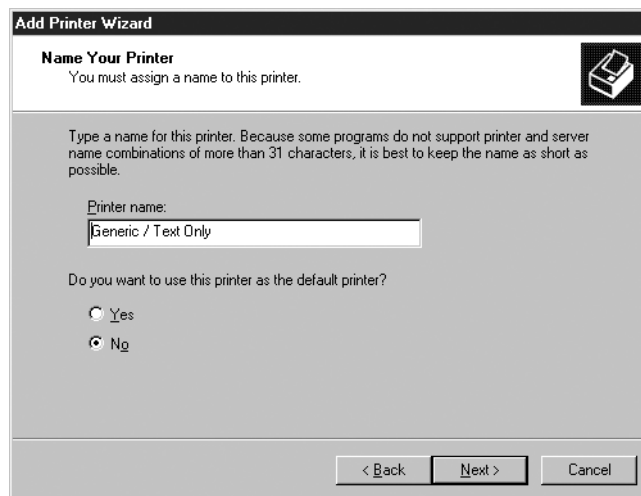 Add Printer Wizard
Name Your Printer
You must assign a name to this printer.
Type a name for this printer. Because some programs do not support printer and server
name combinations of more than 31 characters, it is best to keep the name as short as
possible.
Printer name:
Generic / Text Only
Do you want to use this printer as the default printer?
Yes
No
< Back Next > Cancel